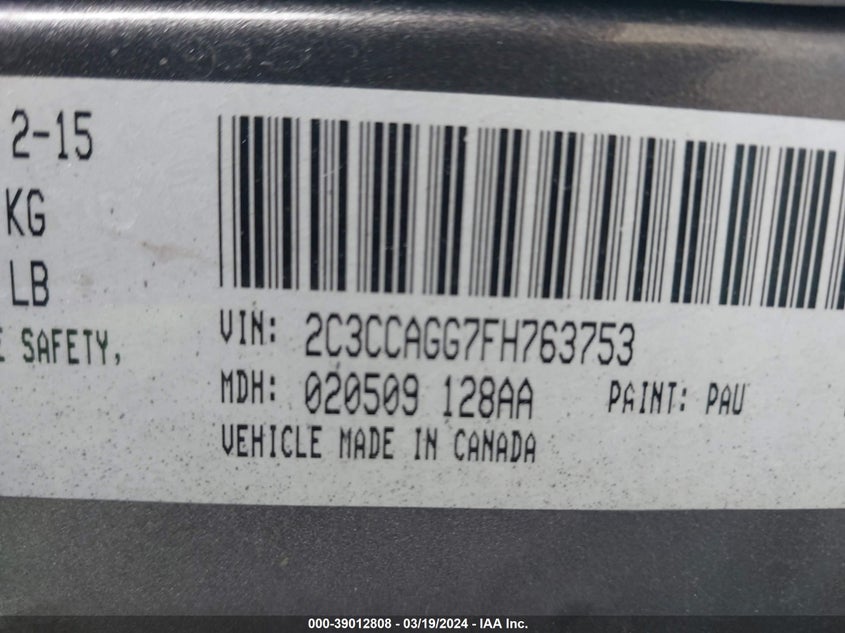 2-15
KG
LB
E SAFETY,
VIN: 2C3CCAGG7FH763753
MDH: 020509 128AA PAINT: PAU
VEHICLE MADE IN CANADA
000-39012808 - 03/19/2024 - IAA Inc.